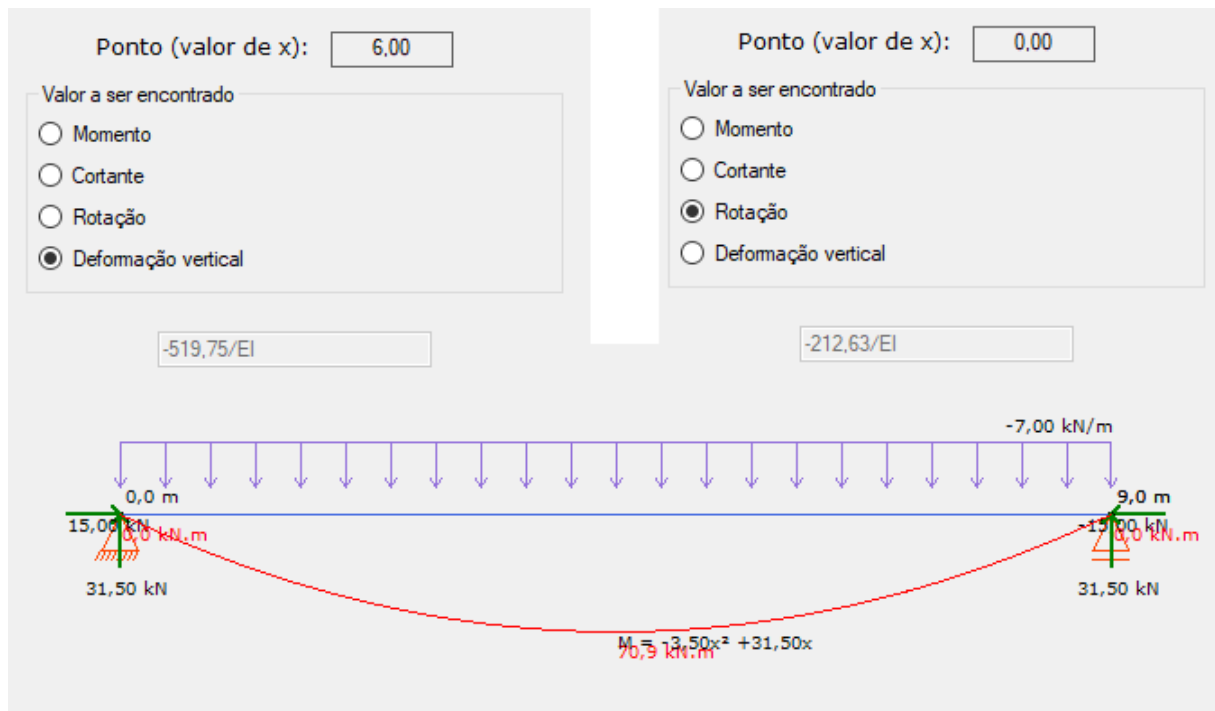 Ponto (valor de x): 6,00
Valor a ser encontrado
Momento
Cortante
Rotação
Deformação vertical
-519,75/EI
Ponto (valor de x): 0,00
Valor a ser encontrado
Momento
Cortante
Rotação
Deformação vertical
-212,63/EI
-7,00 kN/m
0,0 m
9,0 m
15,00 kN
0,0 kN.m
-15,00 kN
0,0 kN.m
31,50 kN
31,50 kN
M = -3,50x² +31,50x
70,9 kN.m